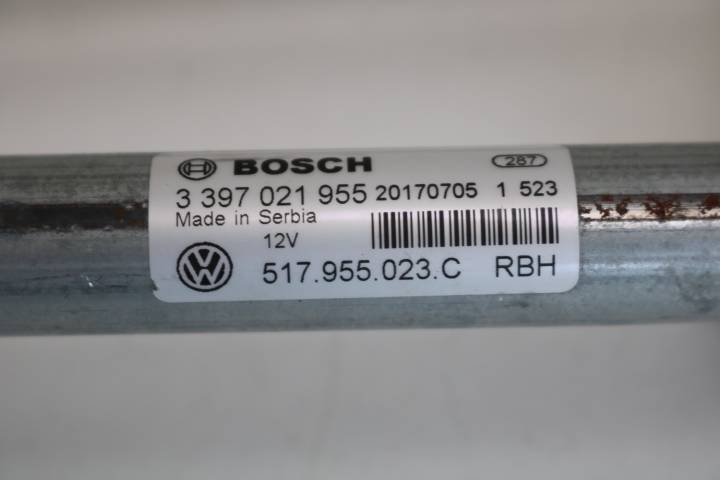 BOSCH 287
3 397 021 955 20170705 1 523
Made in Serbia
12V
517.955.023.C RBH